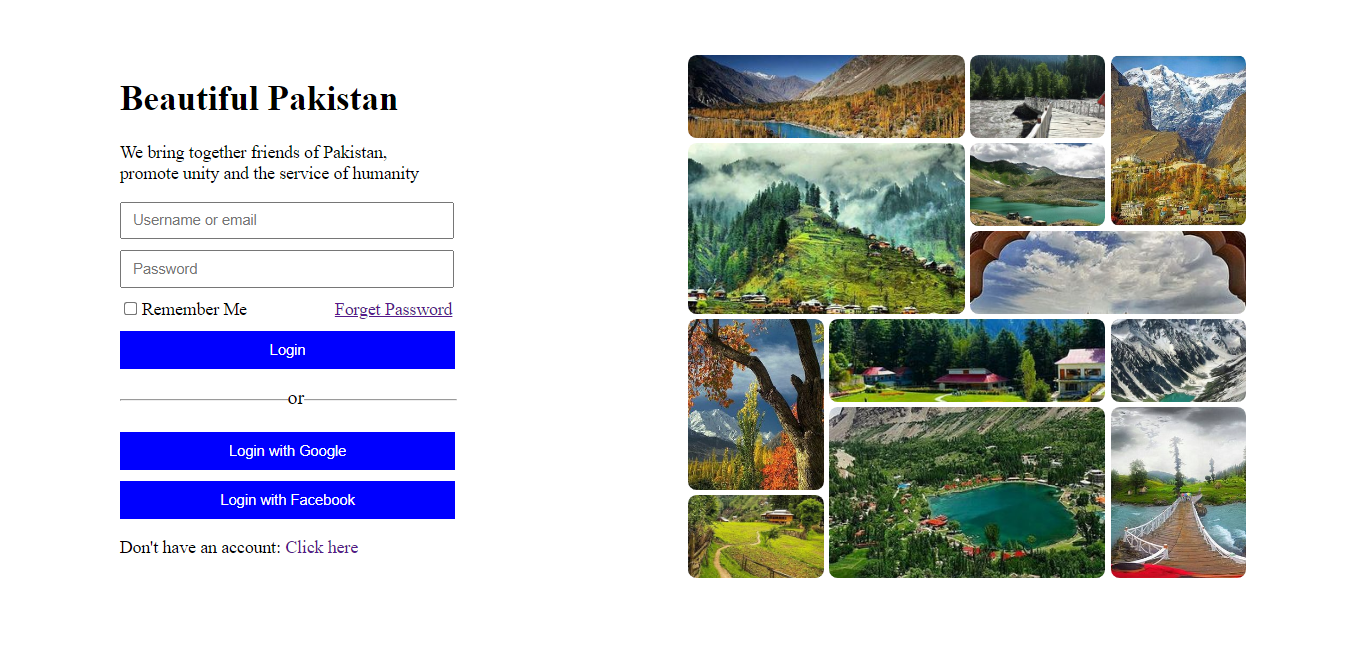 Beautiful Pakistan
We bring together friends of Pakistan,
promote unity and the service of humanity
Username or email
Password
Remember Me Forget Password
Login
or
Login with Google
Login with Facebook
Don't have an account: Click here